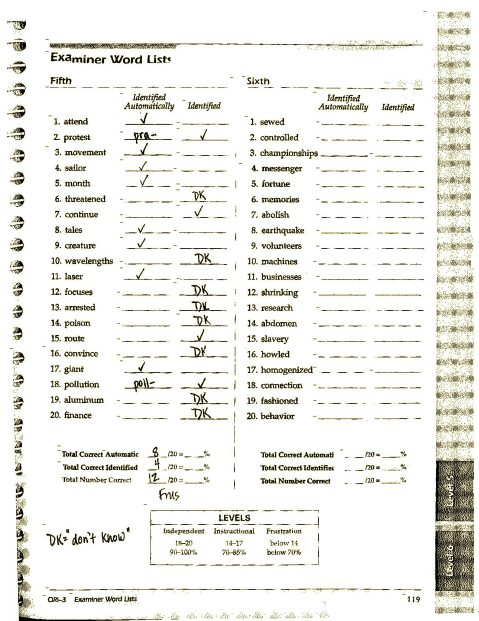 Examiner Word Lists
Fifth
Identified Automatically Identified
1. attend ✓
2. protest pro- ✓
3. movement ✓
4. sailor ✓
5. month ✓
6. threatened DK
7. continue ✓
8. tales ✓
9. creature ✓
10. wavelengths DK
11. laser ✓
12. focuses DK
13. arrested DK
14. poison DK
15. route ✓
16. convince DK
17. giant ✓
18. pollution poll- ✓
19. aluminum DK
20. finance DK
Total Correct Automatic 8 /20 = ___%
Total Correct Identified 4 /20 = ___%
Total Number Correct 12 /20 = ___%
Sixth
Identified Automatically Identified
1. sewed
2. controlled
3. championships
4. messenger
5. fortune
6. memories
7. abolish
8. earthquake
9. volunteers
10. machines
11. businesses
12. shrinking
13. research
14. abdomen
15. slavery
16. howled
17. homogenized
18. connection
19. fashioned
20. behavior
Total Correct Automati ___/20 = ___%
Total Correct Identified ___/20 = ___%
Total Number Correct ___/20 = ___%
LEVELS
Independent Instructional Frustration
18–20 14–17 below 14
90–100% 70–85% below 70%
DK="don't know"
QRI–3 Examiner Word Lists 119
Level 5
Level 6